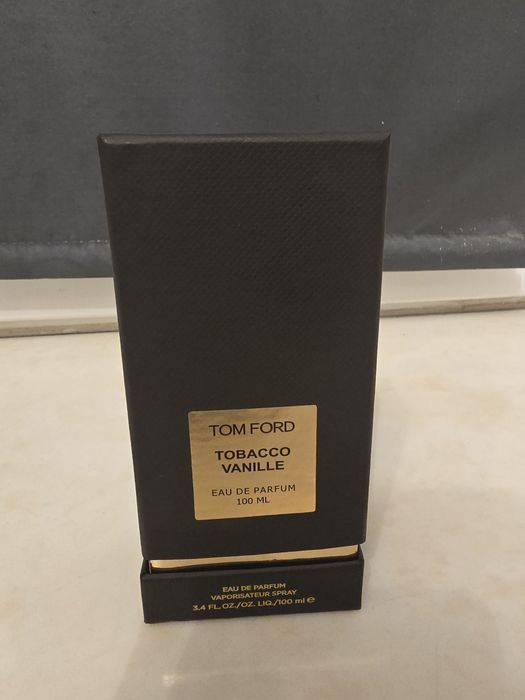 TOM FORD
TOBACCO
VANILLE
EAU DE PARFUM
100 ML
EAU DE PARFUM
VAPORISATEUR SPRAY
3.4 FL.OZ./OZ. LIQ./100 ml ℮